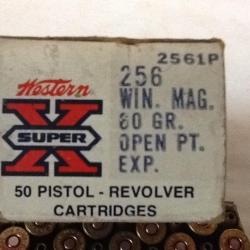 2561P
Western
SUPER
X
256
WIN. MAG.
60 GR.
OPEN PT.
EXP.
50 PISTOL - REVOLVER
CARTRIDGES